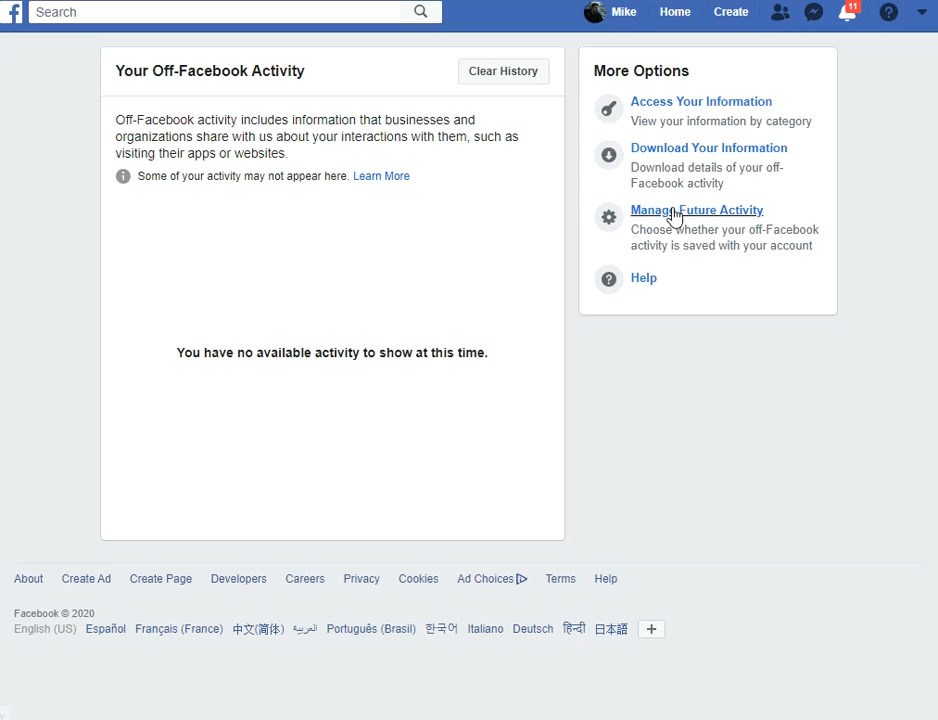 f Search Mike Home Create 11
Your Off-Facebook Activity
Clear History
Off-Facebook activity includes information that businesses and
organizations share with us about your interactions with them, such as
visiting their apps or websites.
Some of your activity may not appear here. Learn More
You have no available activity to show at this time.
More Options
Access Your Information
View your information by category
Download Your Information
Download details of your off-
Facebook activity
Manage Future Activity
Choose whether your off-Facebook
activity is saved with your account
Help
About Create Ad Create Page Developers Careers Privacy Cookies Ad Choices Terms Help
Facebook © 2020
English (US) Español Français (France) 中文(简体) العربية Português (Brasil) 한국어 Italiano Deutsch हिन्दी 日本語 +